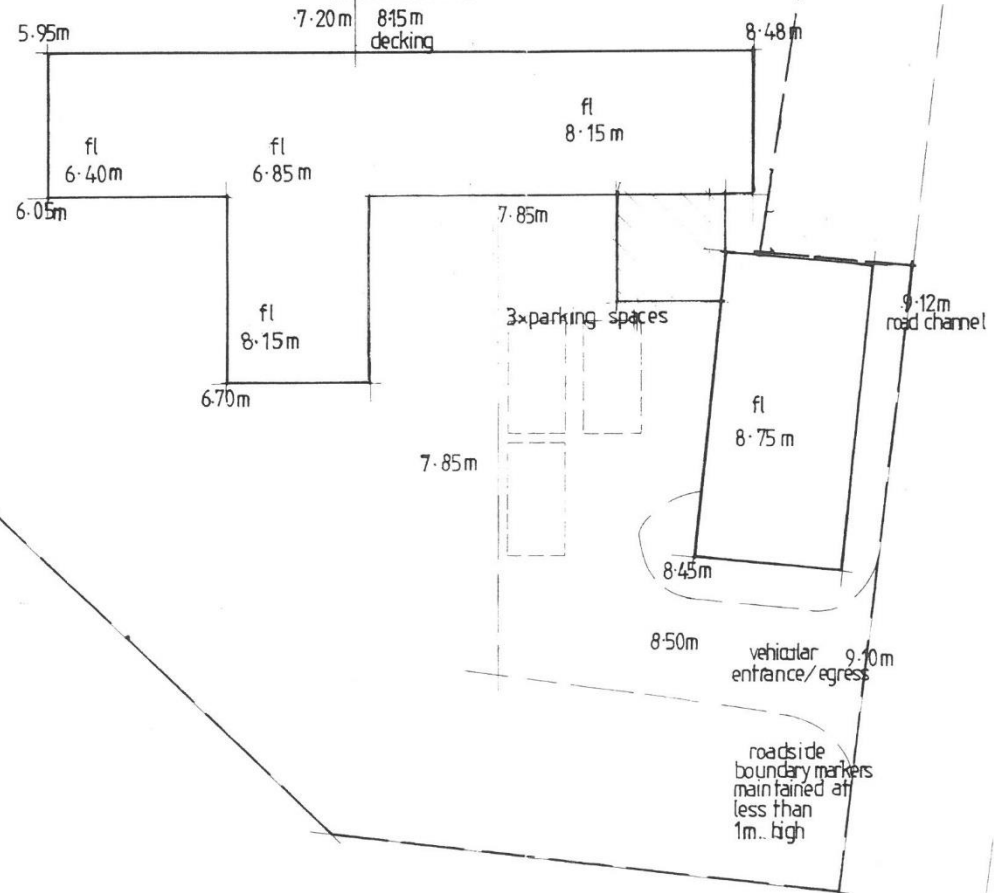 5.95m
7.20m
8.15m
decking
8.48m
fl
8.15m
fl
6.40m
fl
6.85m
6.05m
7.85m
9.12m
road channel
3xparking spaces
fl
8.15m
6.70m
fl
8.75m
7.85m
8.45m
8.50m
vehicular
entrance/egress
9.10m
roadside
boundary markers
maintained at
less than
1m.. high